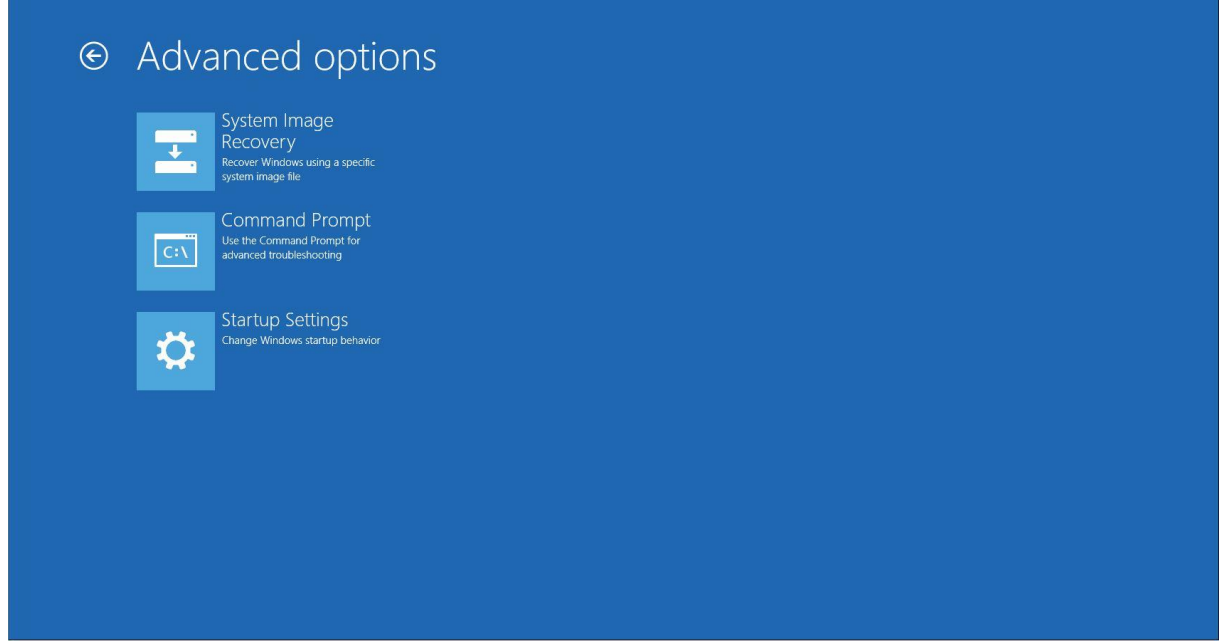 Advanced options
System Image
Recovery
Recover Windows using a specific
system image file
C:\
Command Prompt
Use the Command Prompt for
advanced troubleshooting
Startup Settings
Change Windows startup behavior